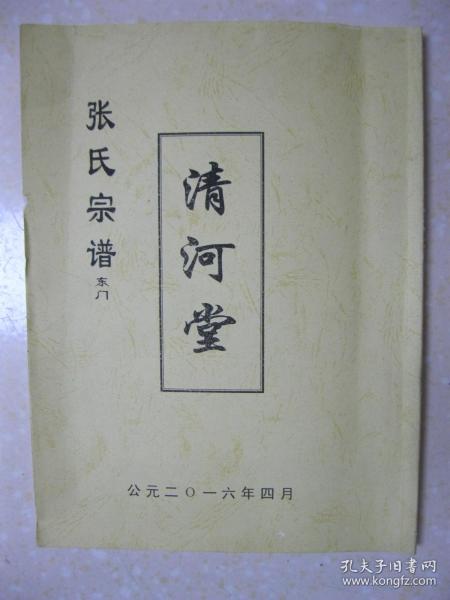 张氏宗谱
东门
清河堂
公元二〇一六年四月
孔夫子旧书网
www.kongfz.com